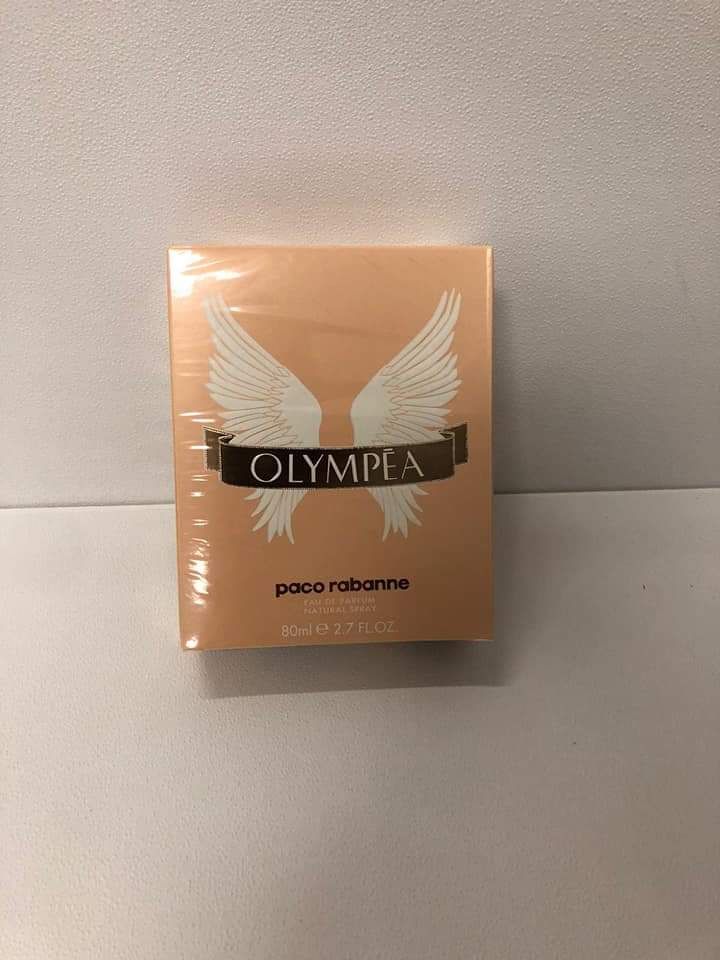 OLYMPĒA
paco rabanne
EAU DE PARFUM
NATURAL SPRAY
80ml ℮ 2.7 FL.OZ.